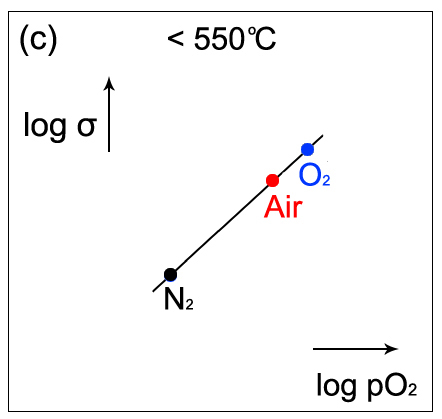 (c) < 550℃
log σ
O₂
Air
N₂
log pO₂